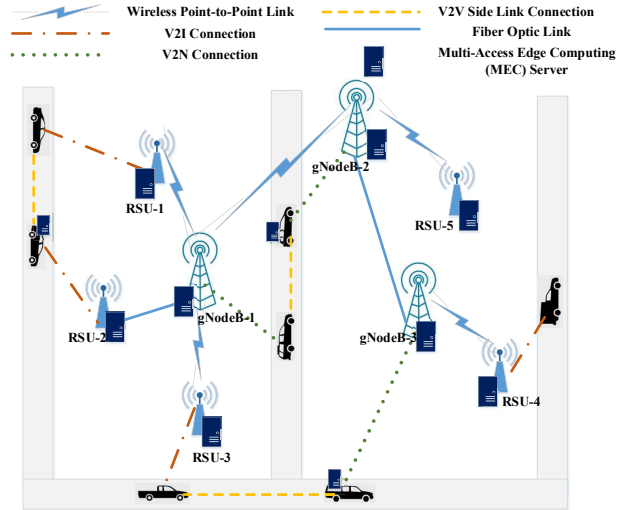 Wireless Point-to-Point Link
V2I Connection
V2N Connection
V2V Side Link Connection
Fiber Optic Link
Multi-Access Edge Computing
(MEC) Server
gNodeB-2
RSU-1
RSU-5
gNodeB-1
RSU-2
gNodeB-3
RSU-4
RSU-3